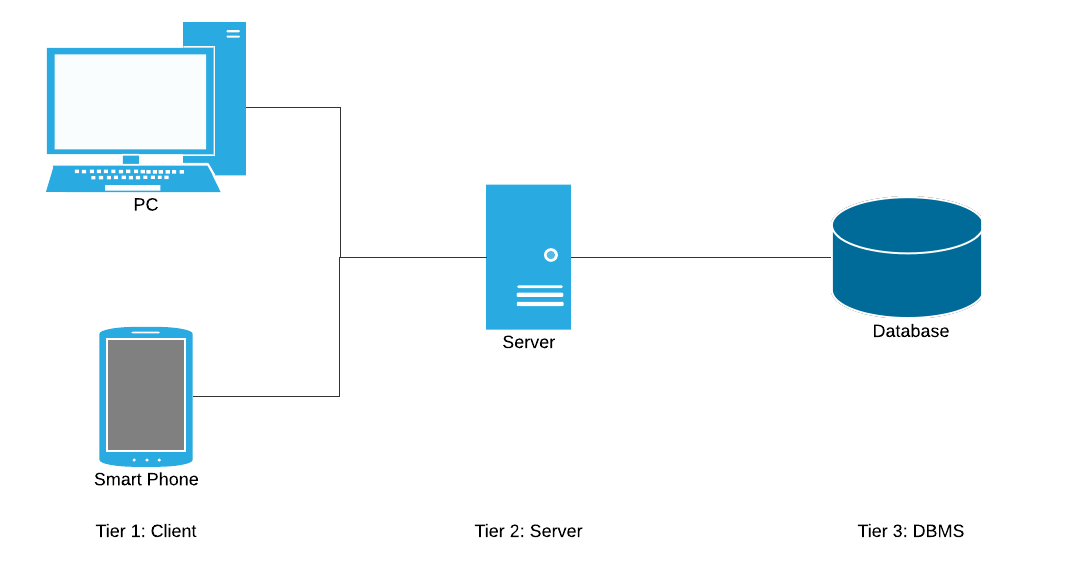 PC
Server
Database
Smart Phone
Tier 1: Client
Tier 2: Server
Tier 3: DBMS